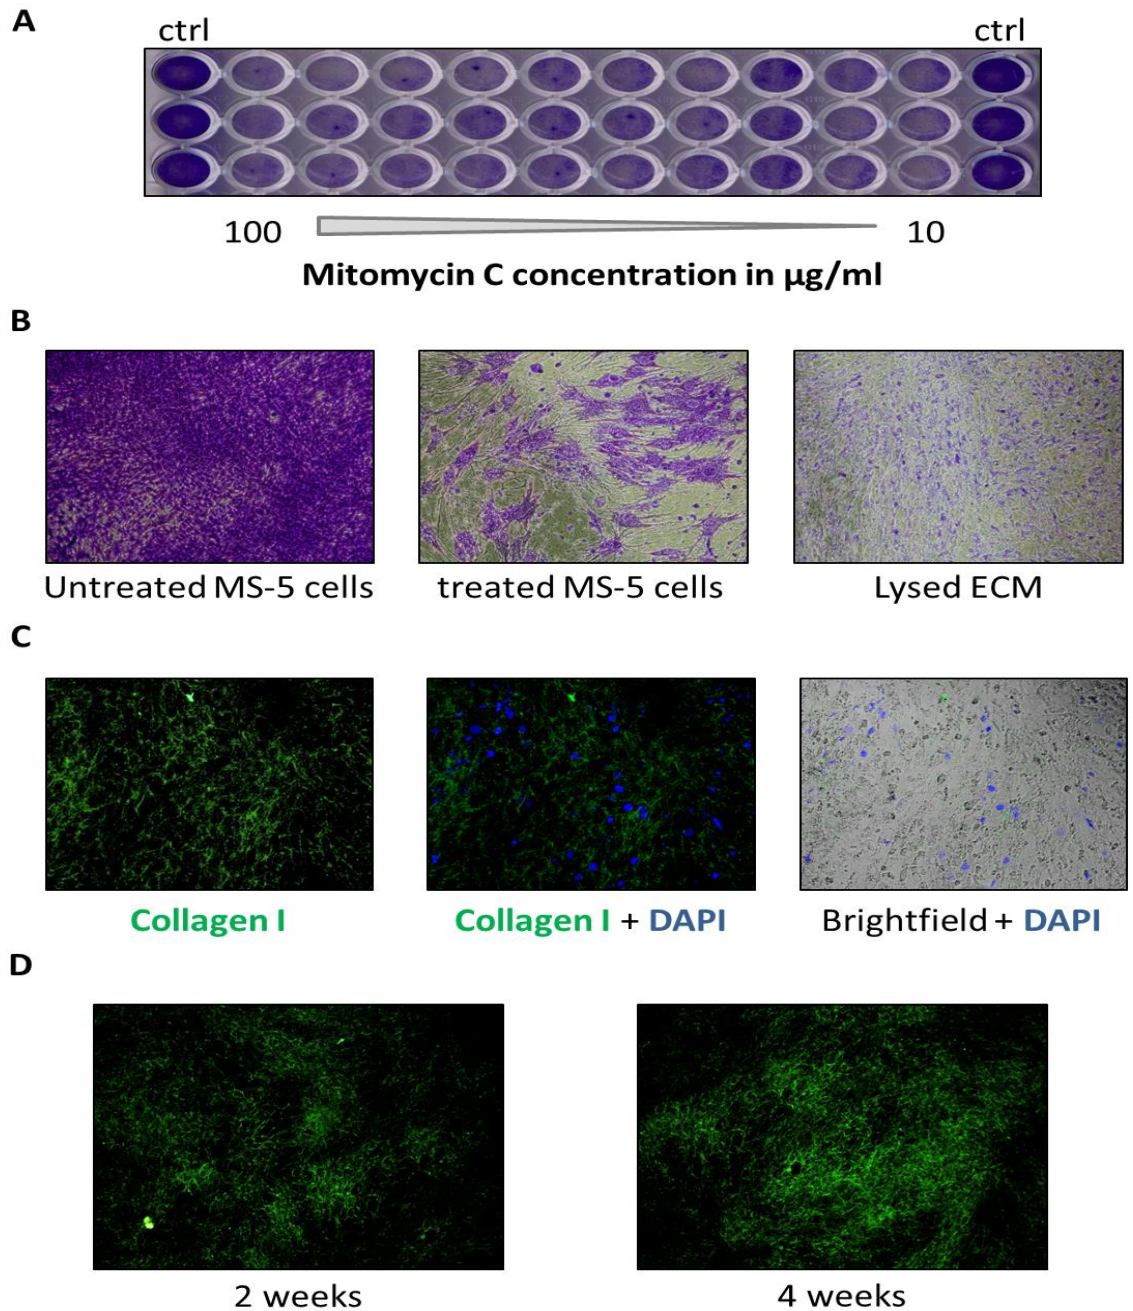 A
ctrl ctrl
100 10
Mitomycin C concentration in µg/ml
B
Untreated MS-5 cells treated MS-5 cells Lysed ECM
C
Collagen I Collagen I + DAPI Brightfield + DAPI
D
2 weeks 4 weeks